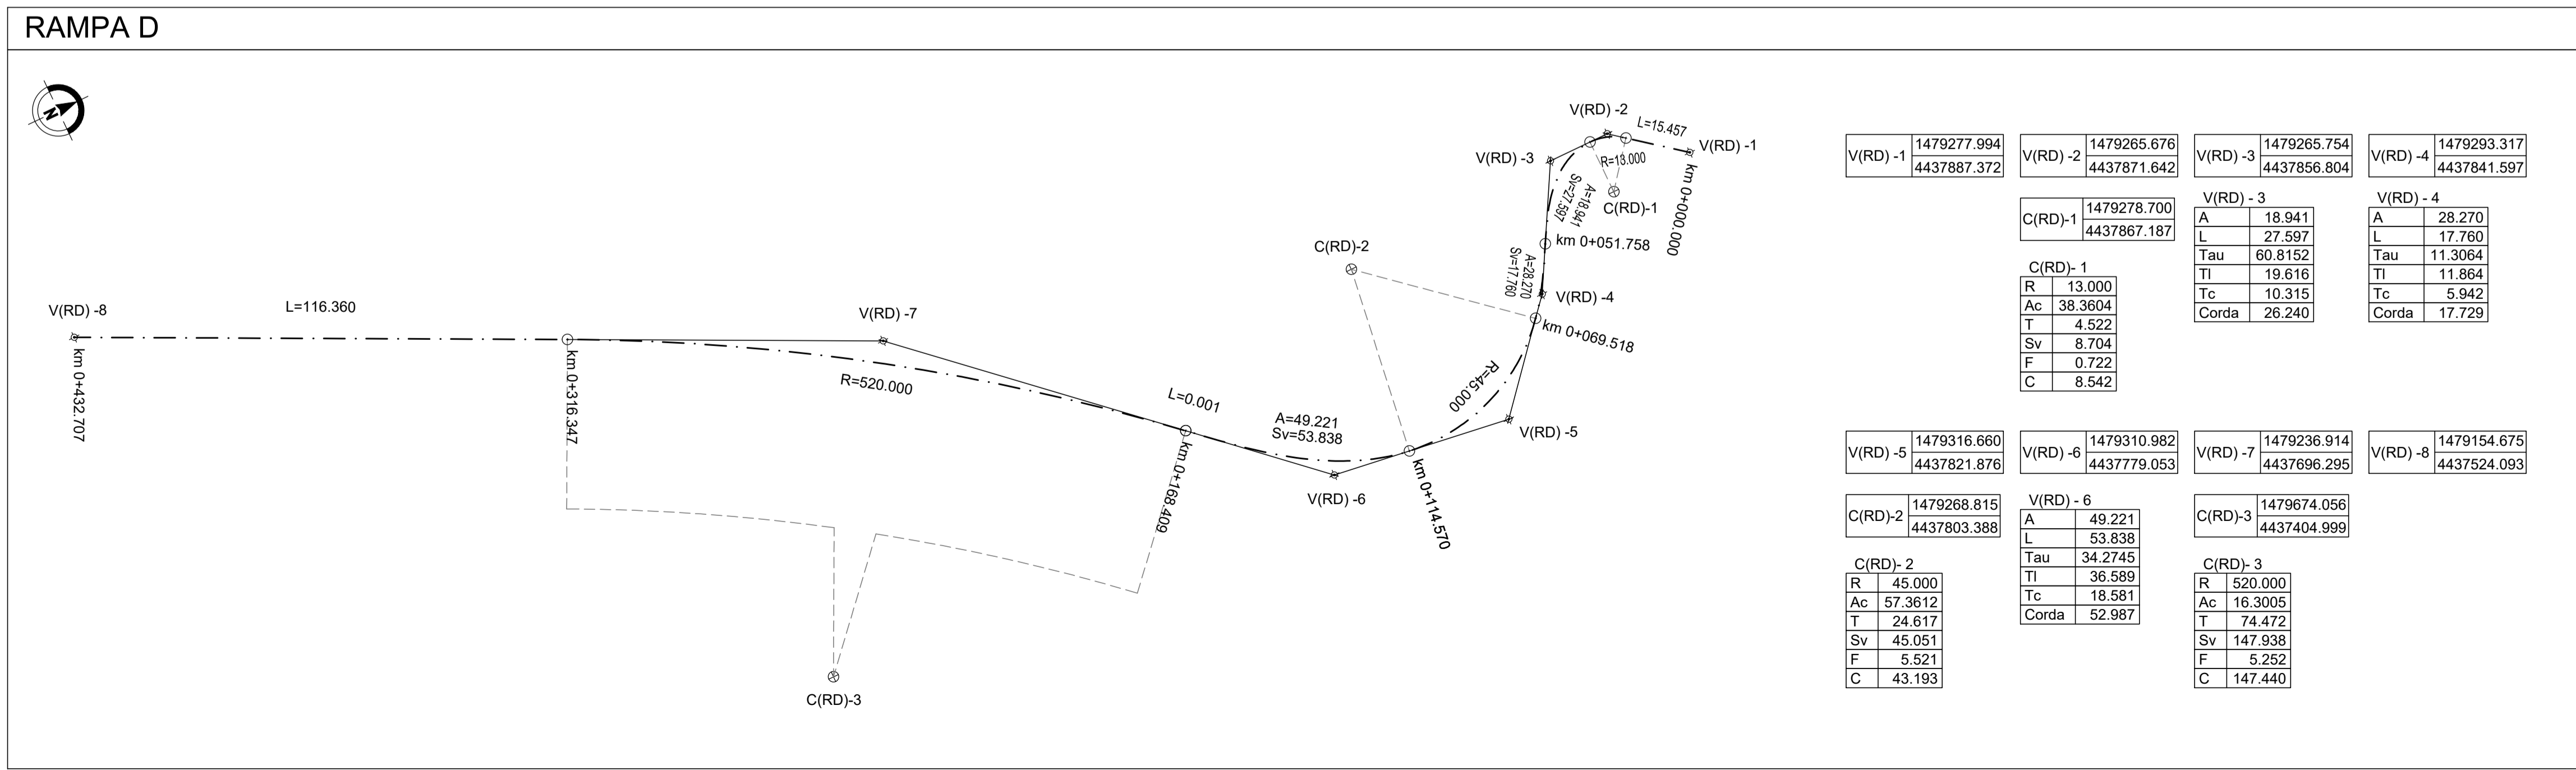 RAMPA D
N
V(RD) -8
L=116.360
km 0+432.707
km 0+316.347
V(RD) -7
R=520.000
L=0.001
km 0+168.409
A=49.221
Sv=53.838
V(RD) -6
km 0+114.570
R=45.000
V(RD) -5
C(RD)-2
C(RD)-3
km 0+069.518
V(RD) -4
A=28.270
Sv=17.760
km 0+051.758
A=18.941
Sv=27.597
V(RD) -3
R=13.000
C(RD)-1
V(RD) -2
L=15.457
V(RD) -1
km 0+000.000
V(RD) -1 1479277.994
4437887.372
V(RD) -2 1479265.676
4437871.642
V(RD) -3 1479265.754
4437856.804
V(RD) -4 1479293.317
4437841.597
C(RD)-1 1479278.700
4437867.187
C(RD)- 1
R 13.000
Ac 38.3604
T 4.522
Sv 8.704
F 0.722
C 8.542
V(RD) - 3
A 18.941
L 27.597
Tau 60.8152
Tl 19.616
Tc 10.315
Corda 26.240
V(RD) - 4
A 28.270
L 17.760
Tau 11.3064
Tl 11.864
Tc 5.942
Corda 17.729
V(RD) -5 1479316.660
4437821.876
V(RD) -6 1479310.982
4437779.053
V(RD) -7 1479236.914
4437696.295
V(RD) -8 1479154.675
4437524.093
C(RD)-2 1479268.815
4437803.388
C(RD)- 2
R 45.000
Ac 57.3612
T 24.617
Sv 45.051
F 5.521
C 43.193
V(RD) - 6
A 49.221
L 53.838
Tau 34.2745
Tl 36.589
Tc 18.581
Corda 52.987
C(RD)-3 1479674.056
4437404.999
C(RD)- 3
R 520.000
Ac 16.3005
T 74.472
Sv 147.938
F 5.252
C 147.440